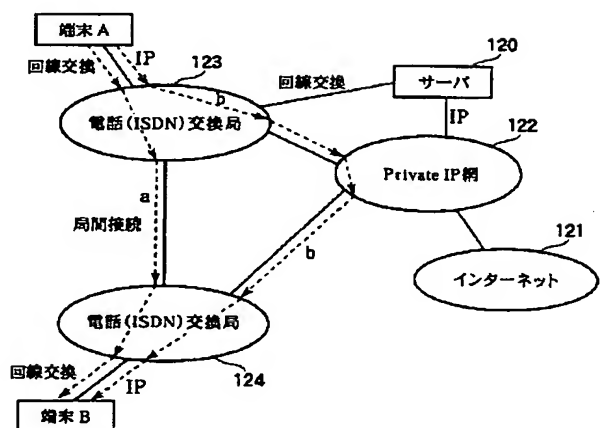 端末 A
IP
回線交換
123
120
回線交換
サーバ
b
IP
122
電話(ISDN)交換局
Private IP網
a
局間接続
121
b
インターネット
電話(ISDN)交換局
回線交換
IP
124
端末 B